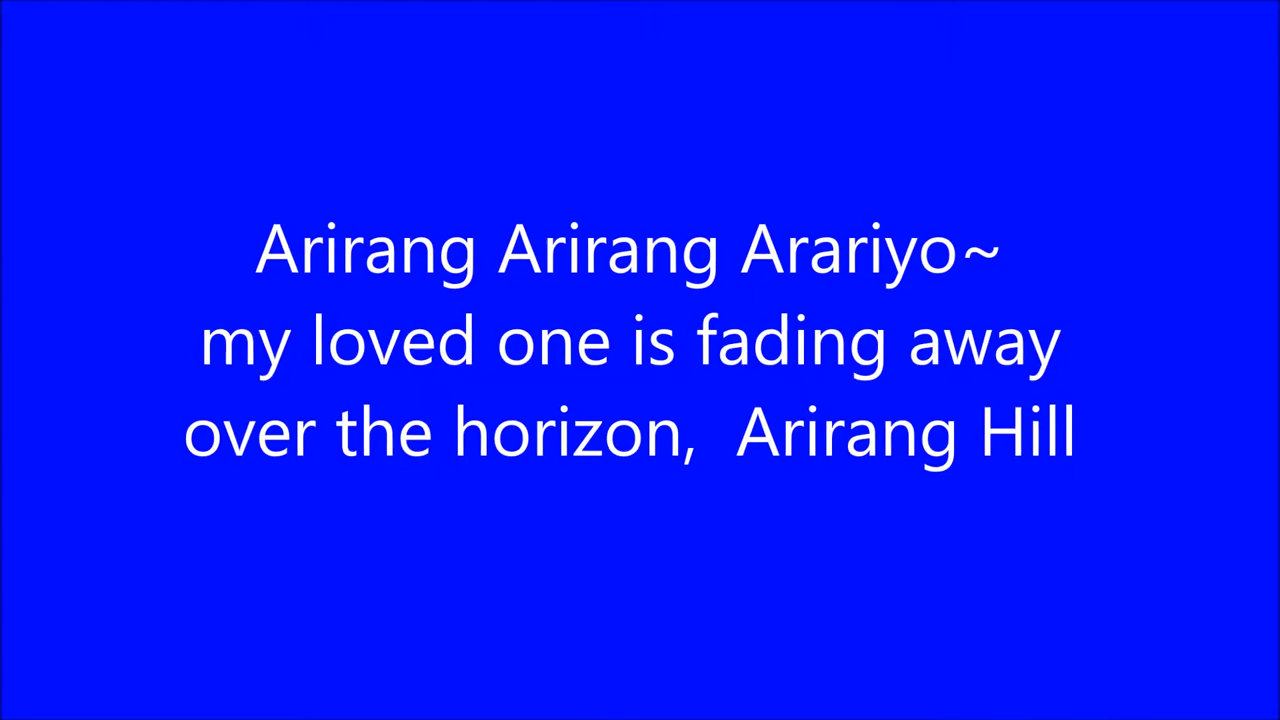 Arirang Arirang Arariyo~
my loved one is fading away
over the horizon,  Arirang Hill